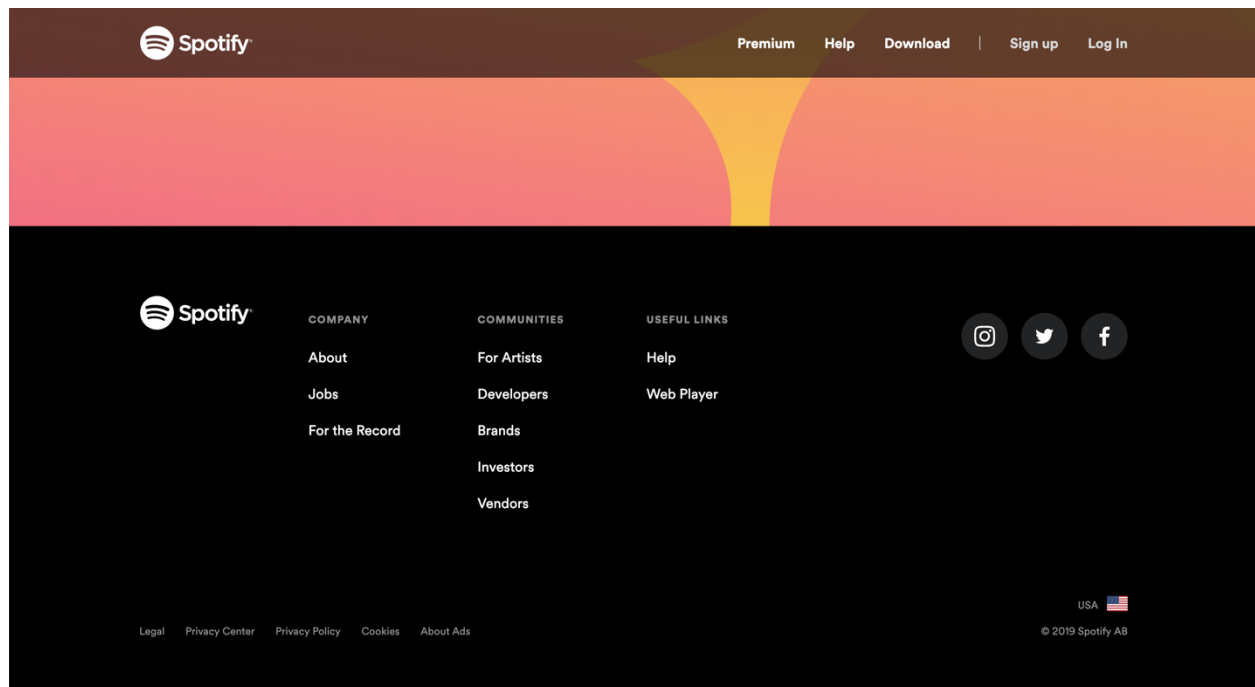 Spotify
Premium Help Download | Sign up Log In
Spotify
COMPANY
About
Jobs
For the Record
COMMUNITIES
For Artists
Developers
Brands
Investors
Vendors
USEFUL LINKS
Help
Web Player
USA
Legal Privacy Center Privacy Policy Cookies About Ads
© 2019 Spotify AB